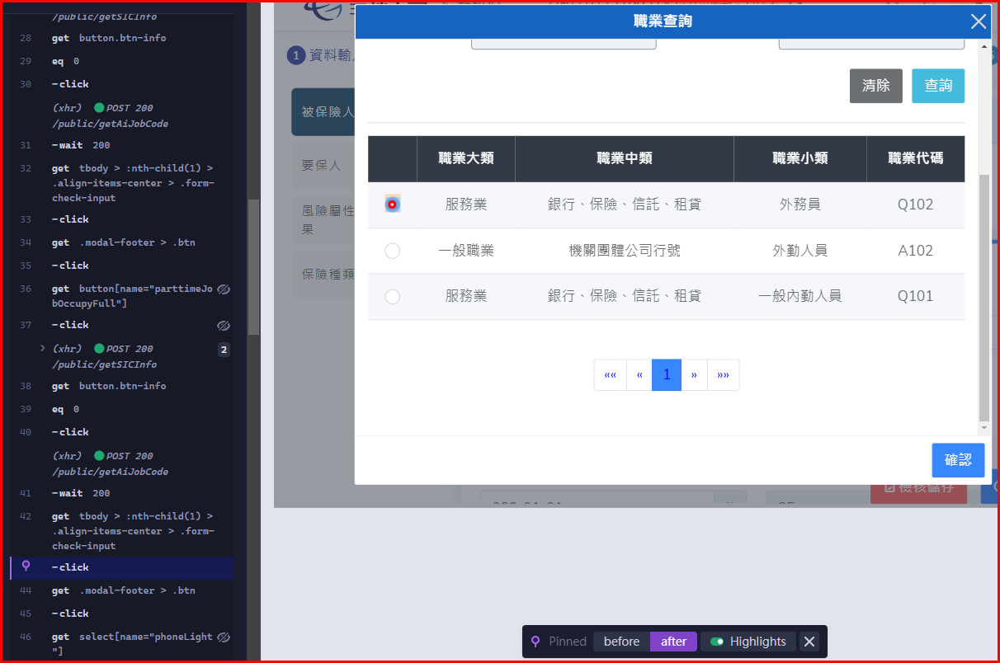 /public/getSICInfo
28 get button.btn-info
29 eq 0
30 -click
(xhr) POST 200
/public/getAiJobCode
31 -wait 200
32 get tbody > :nth-child(1) >
.align-items-center > .form-
check-input
33 -click
34 get .modal-footer > .btn
35 -click
36 get button[name="parttimeJo
bOccupyFull"]
37 -click
(xhr) POST 200 2
/public/getSICInfo
38 get button.btn-info
39 eq 0
40 -click
(xhr) POST 200
/public/getAiJobCode
41 -wait 200
42 get tbody > :nth-child(1) >
.align-items-center > .form-
check-input
-click
44 get .modal-footer > .btn
45 -click
46 get select[name="phoneLight
"]
1 資料輸
被保險人
要保人
風險屬性
果
保險種類
職業查詢
清除 查詢
職業大類 職業中類 職業小類 職業代碼
服務業 銀行、保險、信託、租貸 外務員 Q102
一般職業 機關團體公司行號 外勤人員 A102
服務業 銀行、保險、信託、租貸 一般內勤人員 Q101
«« « 1 » »»
確認
檢核儲存
Pinned before after Highlights